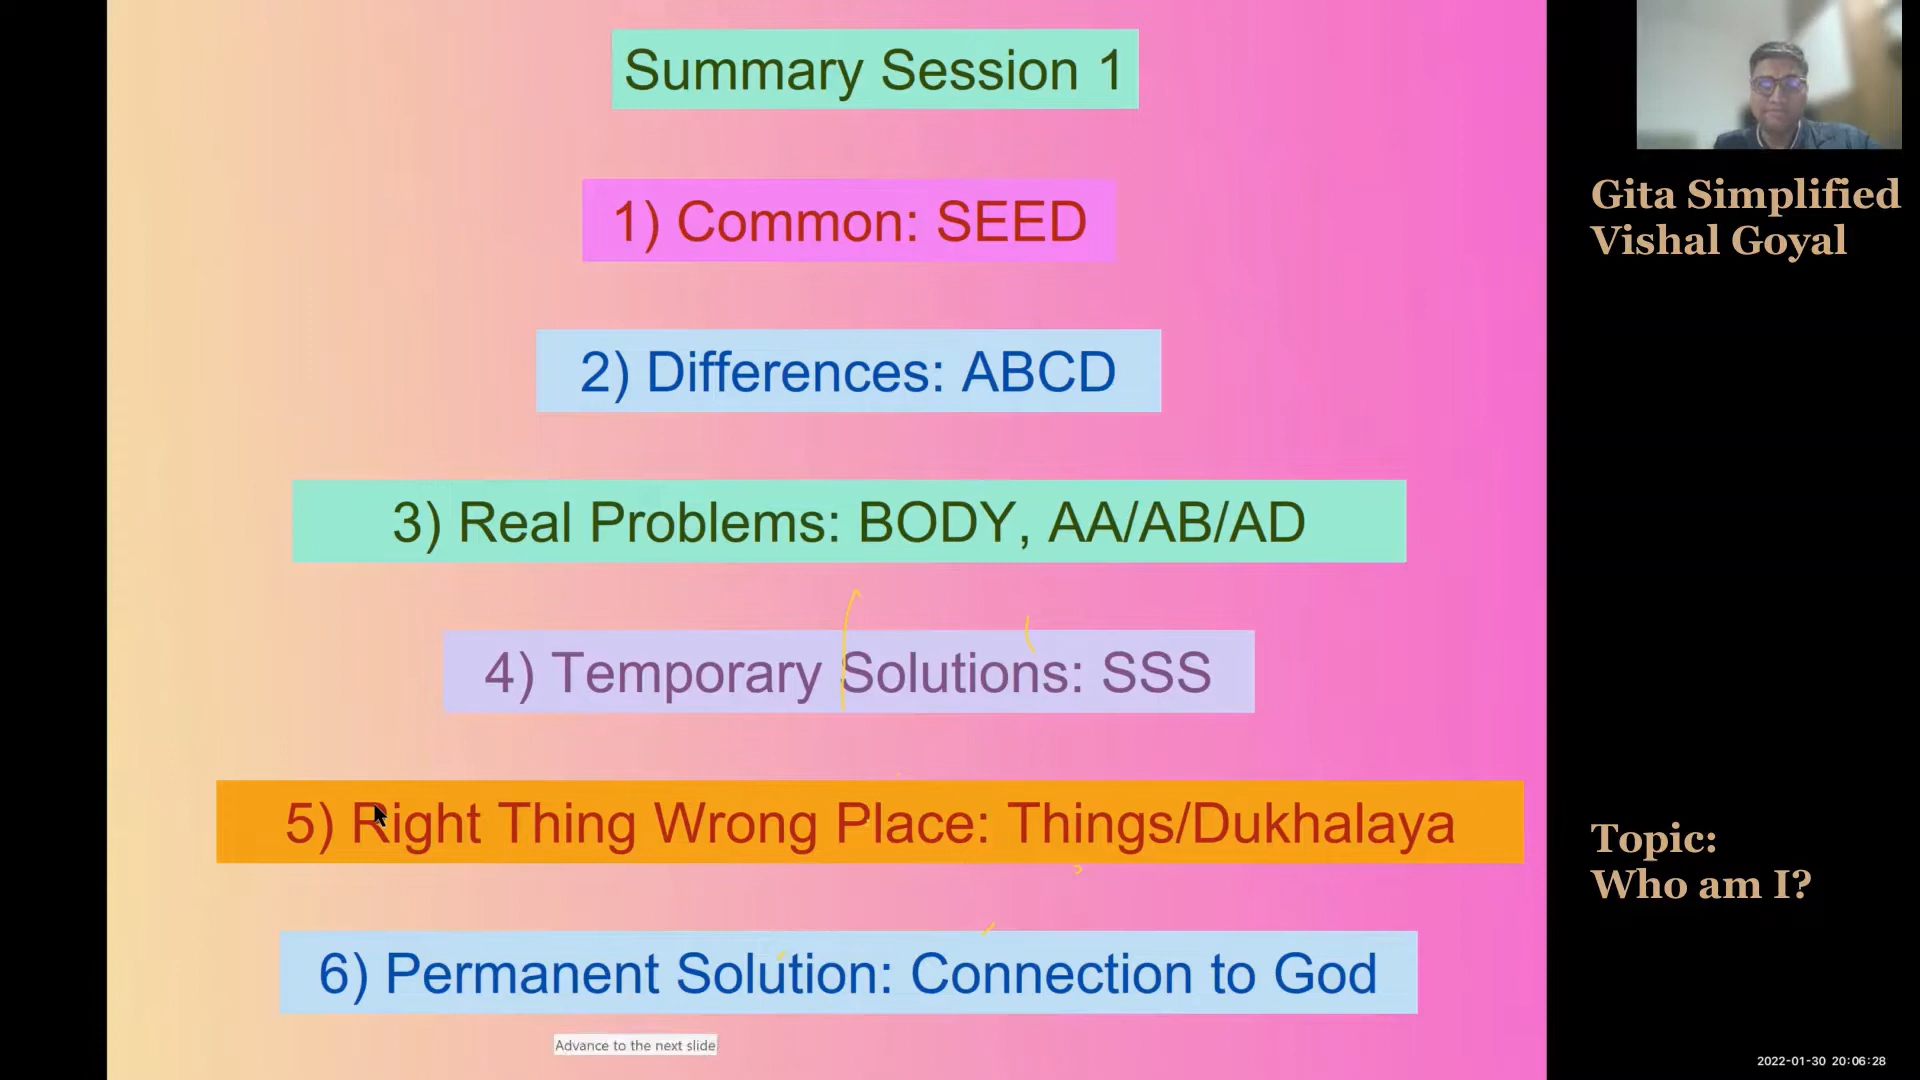 Summary Session 1
1) Common: SEED
2) Differences: ABCD
3) Real Problems: BODY, AA/AB/AD
4) Temporary Solutions: SSS
5) Right Thing Wrong Place: Things/Dukhalaya
6) Permanent Solution: Connection to God
Advance to the next slide
Gita Simplified
Vishal Goyal
Topic:
Who am I?
2022-01-30 20:06:28